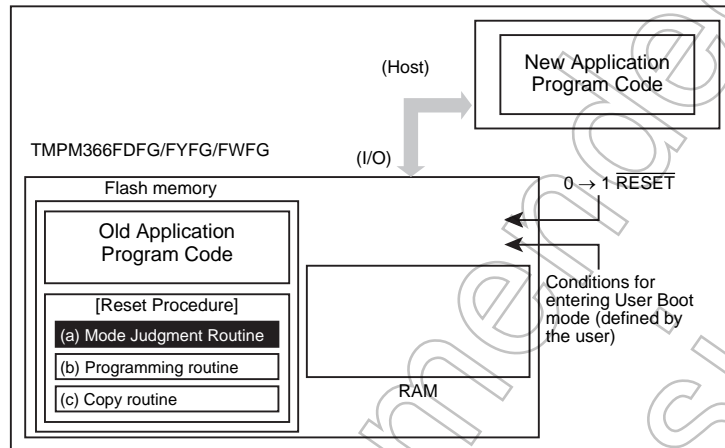 New Application
Program Code
(Host)
TMPM366FDFG/FYFG/FWFG
(I/O)
0 → 1 RESET
Flash memory
Old Application
Program Code
[Reset Procedure]
(a) Mode Judgment Routine
(b) Programming routine
(c) Copy routine
RAM
Conditions for
entering User Boot
mode (defined by
the user)